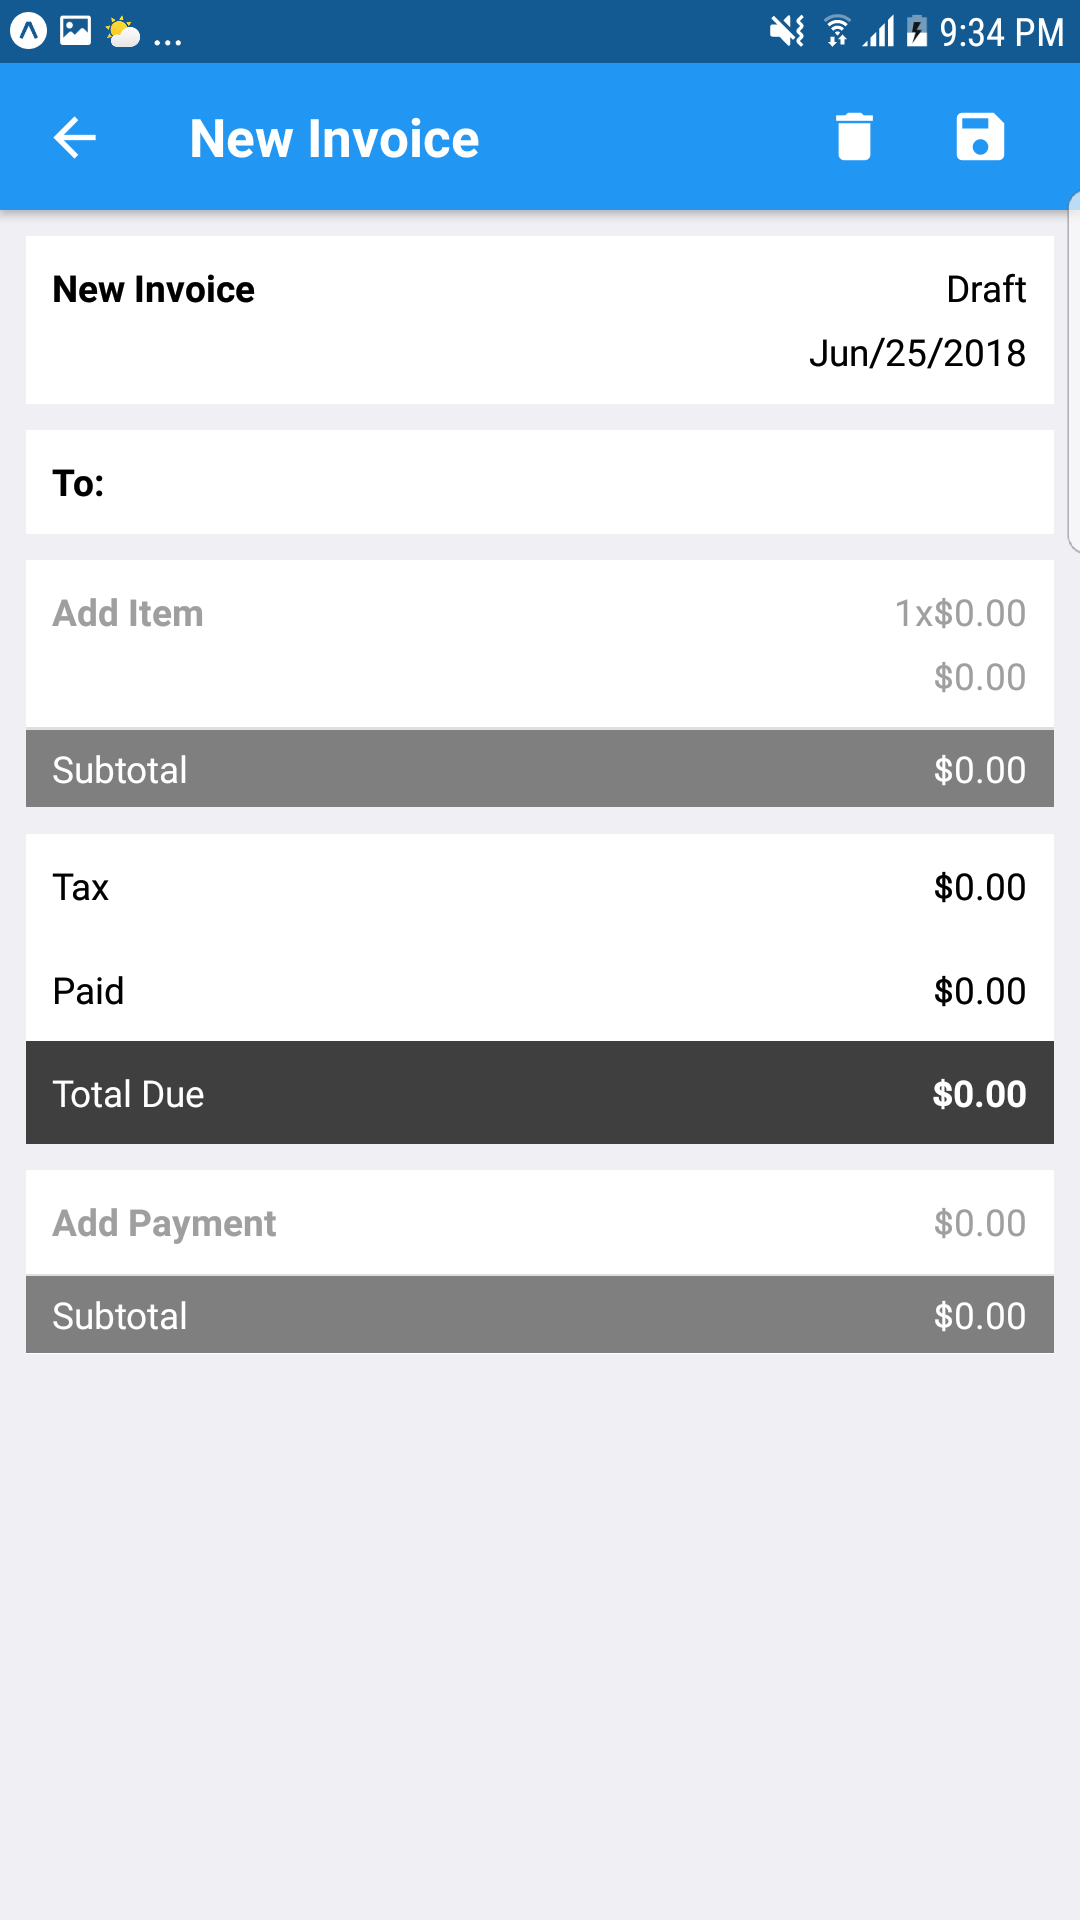 ... 9:34 PM
New Invoice
New Invoice Draft
Jun/25/2018
To:
Add Item 1x$0.00
$0.00
Subtotal $0.00
Tax $0.00
Paid $0.00
Total Due $0.00
Add Payment $0.00
Subtotal $0.00